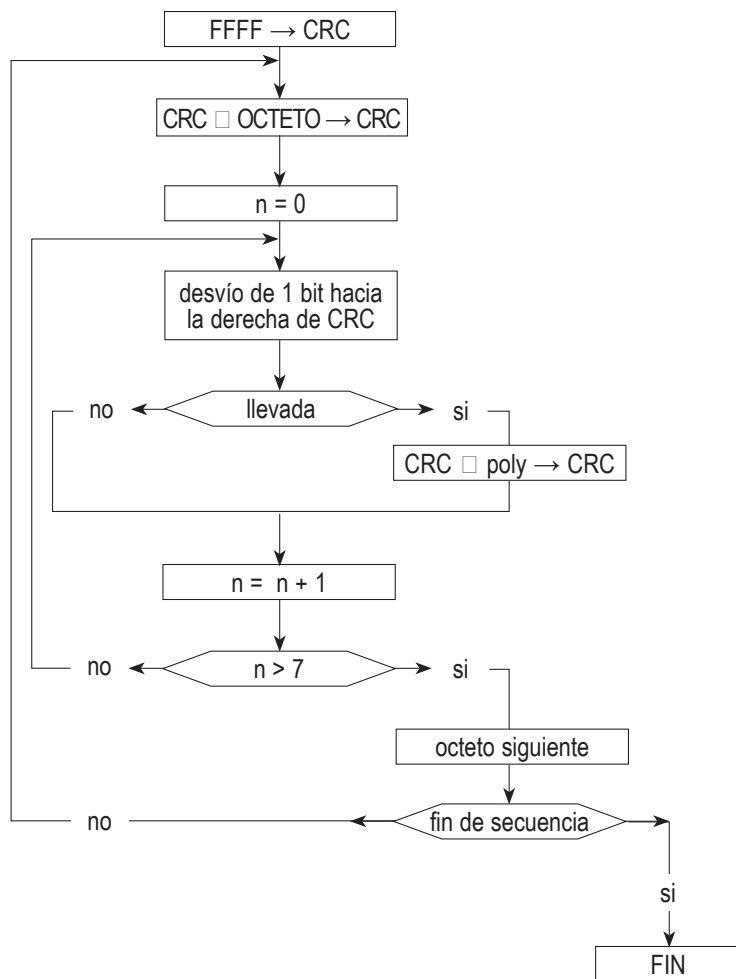 FFFF → CRC
CRC □ OCTETO → CRC
n = 0
desvío de 1 bit hacia
la derecha de CRC
no
llevada
si
CRC □ poly → CRC
n = n + 1
no
n > 7
si
octeto siguiente
no
fin de secuencia
si
FIN